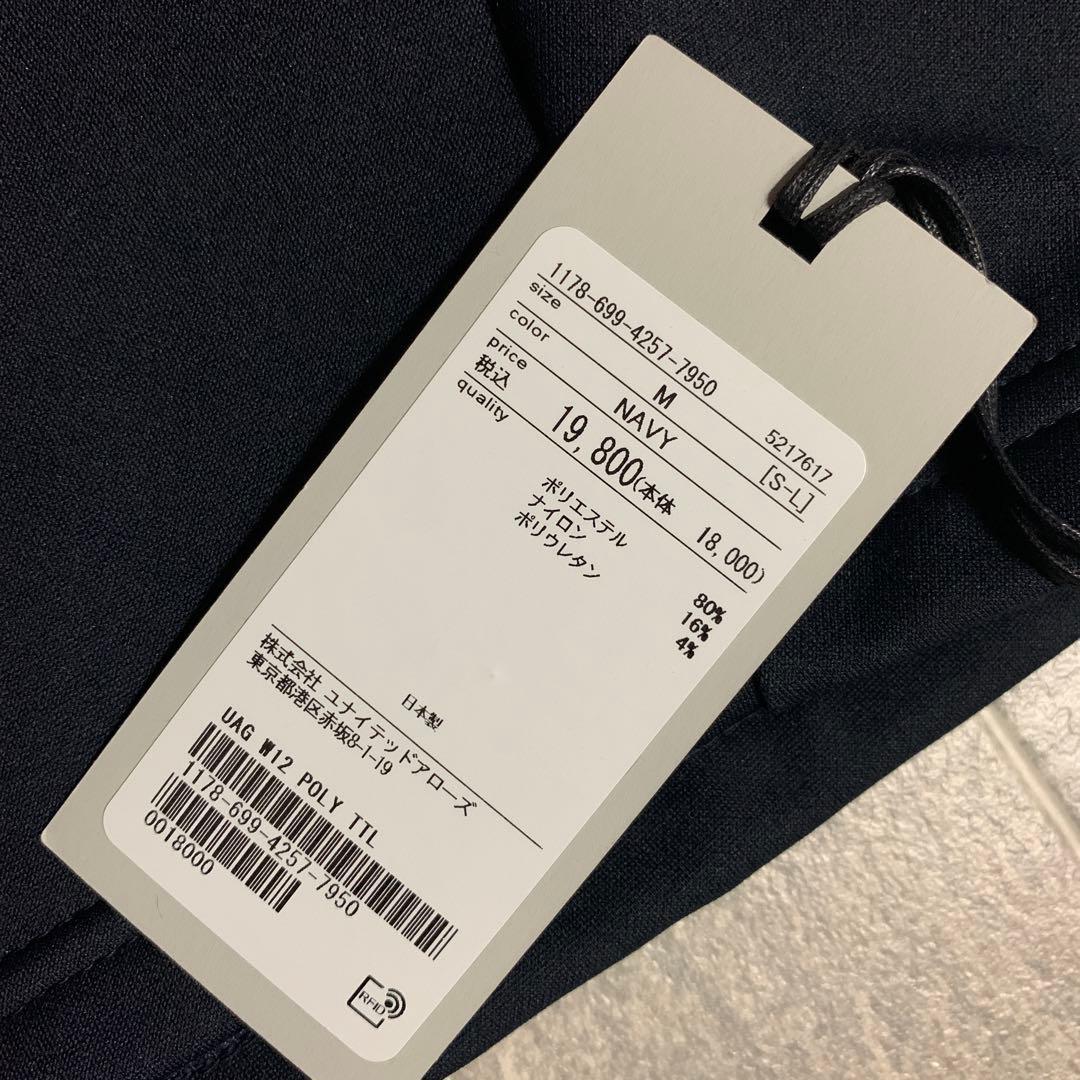 1178-699-4257-7950
size M 5217617
color NAVY [S-L]
price
税込 19,800(本体 18,000)
quality
ポリエステル 80%
ナイロン 16%
ポリウレタン 4%
日本製
株式会社 ユナイテッドアローズ
東京都港区赤坂8-1-19
UAG W12 POLY TTL
1178-699-4257-7950
0018000
RFID